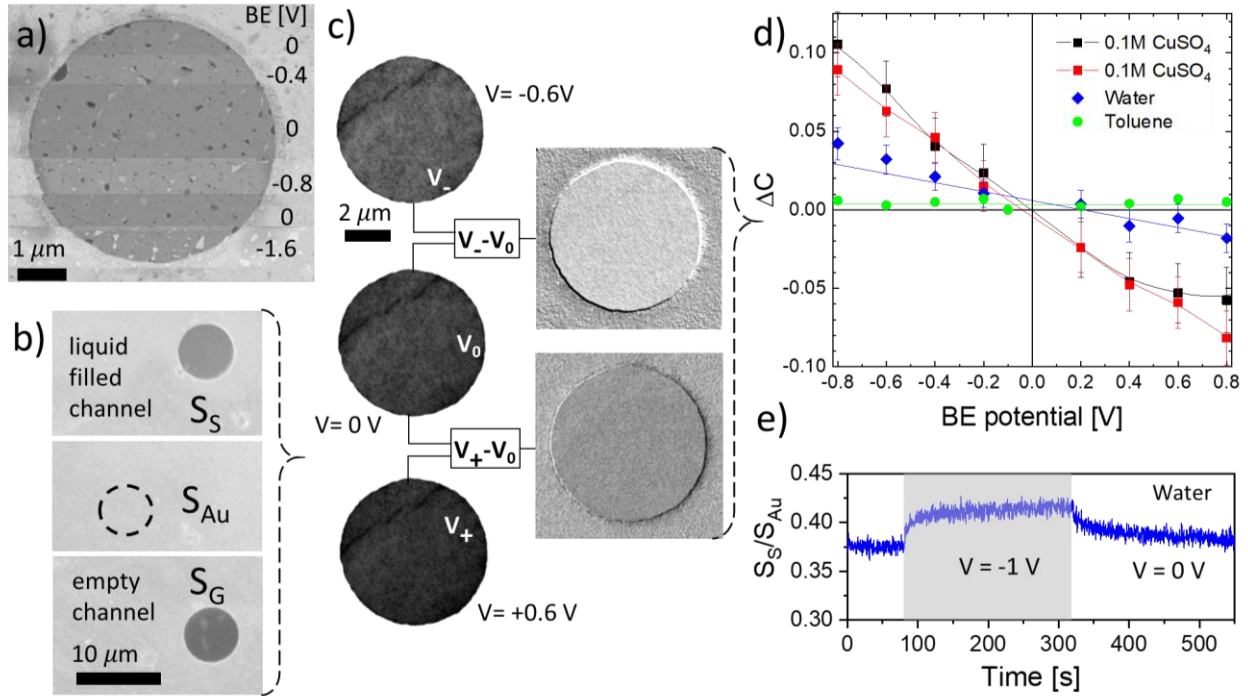 a)
BE [V]
0
-0.4
0
-0.8
0
-1.6
1 μm
b)
liquid
filled
channel
S_S
S_Au
empty
channel
S_G
10 μm
c)
V= -0.6V
V_-
2 μm
V_--V_0
V_0
V= 0 V
V_+-V_0
V_+
V= +0.6 V
d)
0.10
0.05
0.00
-0.05
-0.10
ΔC
0.1M CuSO₄
0.1M CuSO₄
Water
Toluene
-0.8 -0.6 -0.4 -0.2 0.0 0.2 0.4 0.6 0.8
BE potential [V]
e)
0.45
0.40
0.35
0.30
S_S/S_Au
Water
V = -1 V
V = 0 V
0 100 200 300 400 500
Time [s]